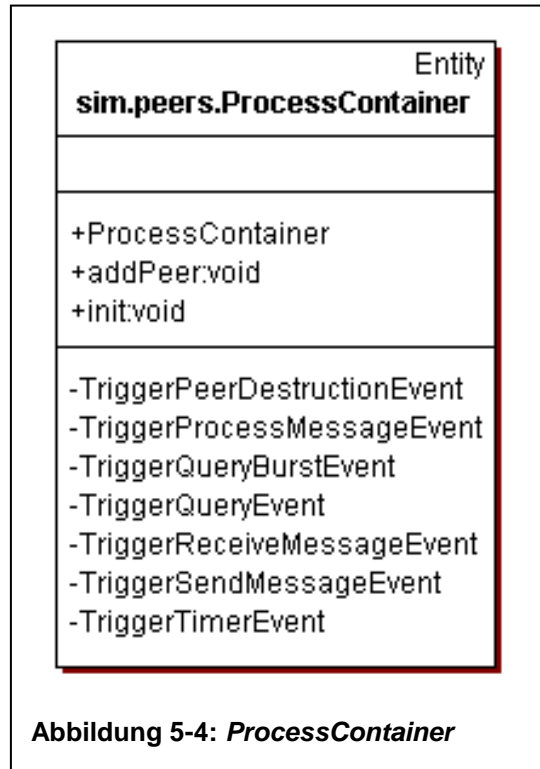 Entity
sim.peers.ProcessContainer
+ProcessContainer
+addPeer:void
+init:void
-TriggerPeerDestructionEvent
-TriggerProcessMessageEvent
-TriggerQueryBurstEvent
-TriggerQueryEvent
-TriggerReceiveMessageEvent
-TriggerSendMessageEvent
-TriggerTimerEvent
Abbildung 5-4: ProcessContainer